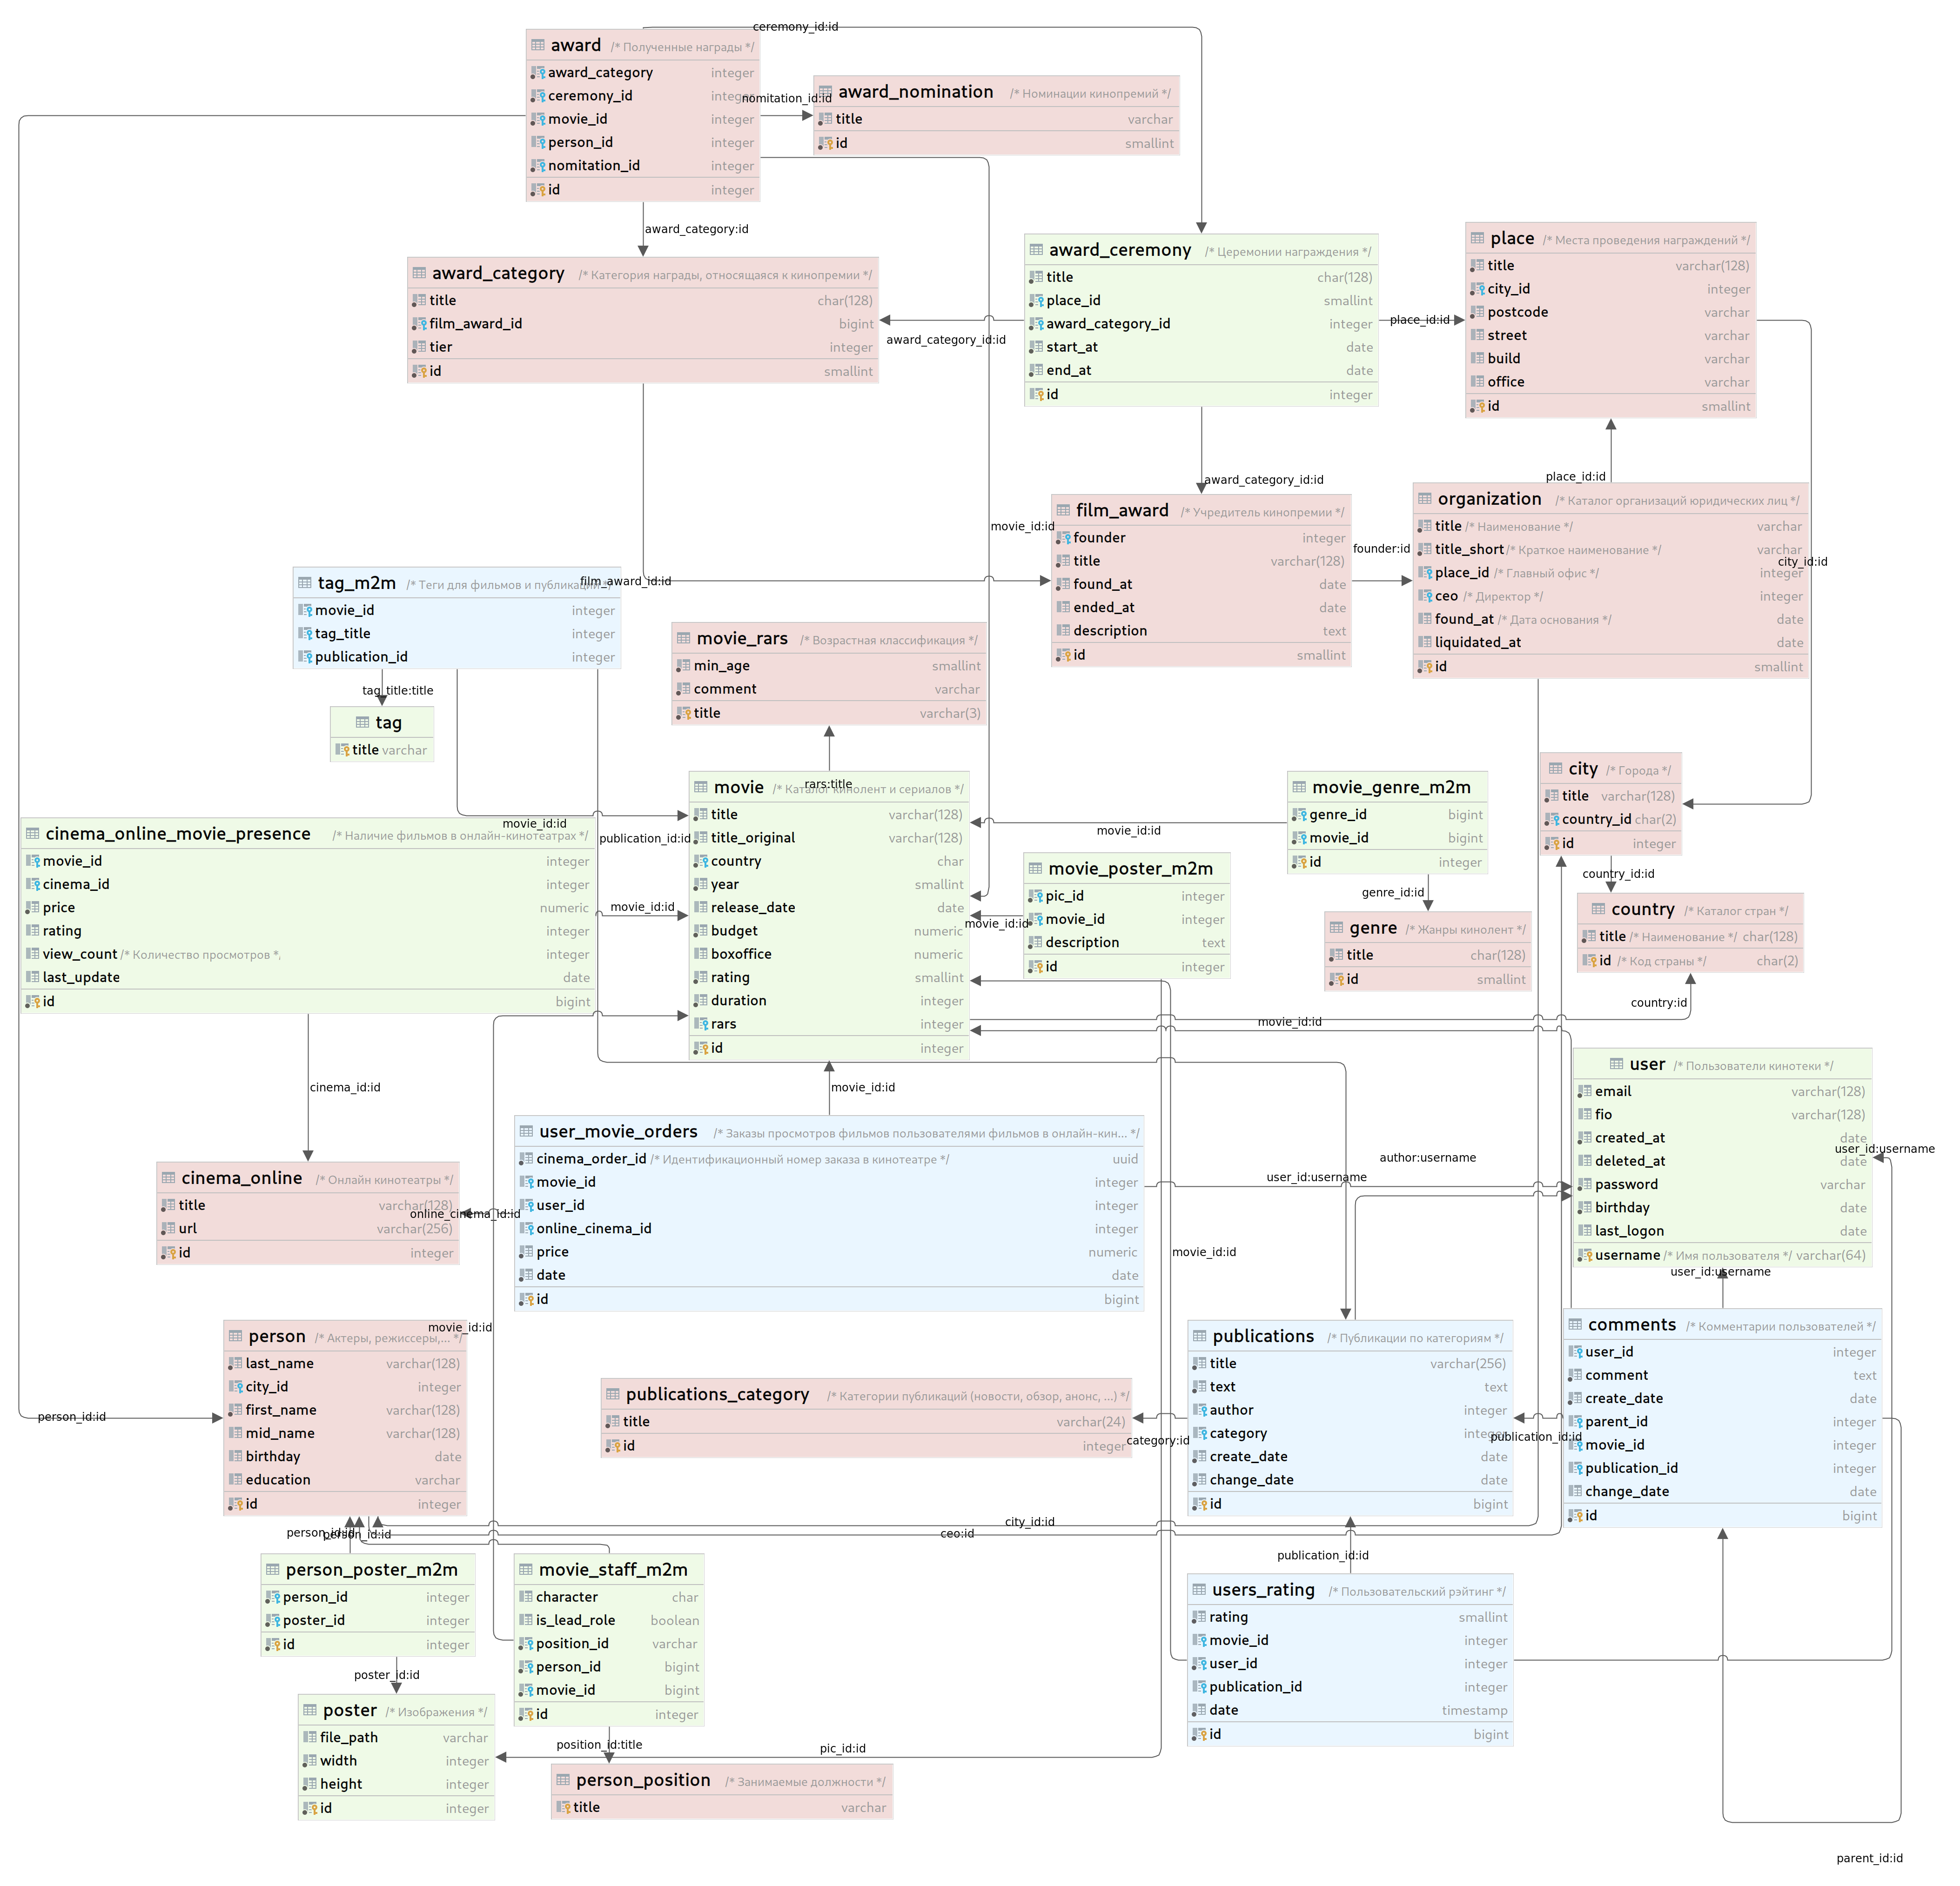 ceremony_id:id
award /* Полученные награды */
award_category integer
ceremony_id integer
movie_id integer
person_id integer
nomitation_id integer
id integer
nomitation_id:id
award_nomination /* Номинации кинопремий */
title varchar
id smallint
award_category:id
award_category /* Категория награды, относящаяся к кинопремии */
title char(128)
film_award_id bigint
tier integer
id smallint
award_category_id:id
award_ceremony /* Церемонии награждения */
title char(128)
place_id smallint
award_category_id integer
start_at date
end_at date
id integer
place_id:id
place /* Места проведения награждений */
title varchar(128)
city_id integer
postcode varchar
street varchar
build varchar
office varchar
id smallint
place_id:id
award_category_id:id
film_award /* Учредитель кинопремии */
founder integer
title varchar(128)
found_at date
ended_at date
description text
id smallint
movie_id:id
founder:id
organization /* Каталог организаций юридических лиц */
title /* Наименование */ varchar
title_short /* Краткое наименование */ varchar
place_id /* Главный офис */ integer
ceo /* Директор */ integer
found_at /* Дата основания */ date
liquidated_at date
id smallint
city_id:id
film_award_id:id
tag_m2m /* Теги для фильмов и публикаций */
movie_id integer
tag_title integer
publication_id integer
tag_title:title
tag
title varchar
movie_rars /* Возрастная классификация */
min_age smallint
comment varchar
title varchar(3)
rars:title
movie /* Каталог кинолент и сериалов */
title varchar(128)
title_original varchar(128)
country char
year smallint
release_date date
budget numeric
boxoffice numeric
rating smallint
duration integer
rars integer
id integer
movie_id:id
publication_id:id
movie_id:id
cinema_online_movie_presence /* Наличие фильмов в онлайн-кинотеатрах */
movie_id integer
cinema_id integer
price numeric
rating integer
view_count /* Количество просмотров */ integer
last_update date
id bigint
movie_id:id
movie_genre_m2m
genre_id bigint
movie_id bigint
id integer
movie_poster_m2m
pic_id integer
movie_id integer
description text
id integer
movie_id:id
genre_id:id
genre /* Жанры кинолент */
title char(128)
id smallint
city /* Города */
title varchar(128)
country_id char(2)
id integer
country_id:id
country /* Каталог стран */
title /* Наименование */ char(128)
id /* Код страны */ char(2)
country:id
movie_id:id
cinema_id:id
movie_id:id
user /* Пользователи кинотеки */
email varchar(128)
fio varchar(128)
created_at date
deleted_at date
password varchar
birthday date
last_logon date
username /* Имя пользователя */ varchar(64)
user_id:username
author:username
user_id:username
user_id:username
user_movie_orders /* Заказы просмотров фильмов пользователями фильмов в онлайн-кин... */
cinema_order_id /* Идентификационный номер заказа в кинотеатре */ uuid
movie_id integer
user_id integer
online_cinema_id integer
price numeric
date date
id bigint
cinema_online /* Онлайн кинотеатры */
title varchar(128)
url varchar(256)
id integer
online_cinema_id:id
movie_id:id
movie_id:id
person /* Актеры, режиссеры,... */
last_name varchar(128)
city_id integer
first_name varchar(128)
mid_name varchar(128)
birthday date
education varchar
id integer
person_id:id
publications_category /* Категории публикаций (новости, обзор, анонс, ...) */
title varchar(24)
id integer
category:id
publications /* Публикации по категориям */
title varchar(256)
text text
author integer
category integer
create_date date
change_date date
id bigint
publication_id:id
comments /* Комментарии пользователей */
user_id integer
comment text
create_date date
parent_id integer
movie_id integer
publication_id integer
change_date date
id bigint
city_id:id
ceo:id
person_id:id
person_id:id
person_poster_m2m
person_id integer
poster_id integer
id integer
movie_staff_m2m
character char
is_lead_role boolean
position_id varchar
person_id bigint
movie_id bigint
id integer
publication_id:id
users_rating /* Пользовательский рэйтинг */
rating smallint
movie_id integer
user_id integer
publication_id integer
date timestamp
id bigint
poster_id:id
poster /* Изображения */
file_path varchar
width integer
height integer
id integer
position_id:title
pic_id:id
person_position /* Занимаемые должности */
title varchar
parent_id:id